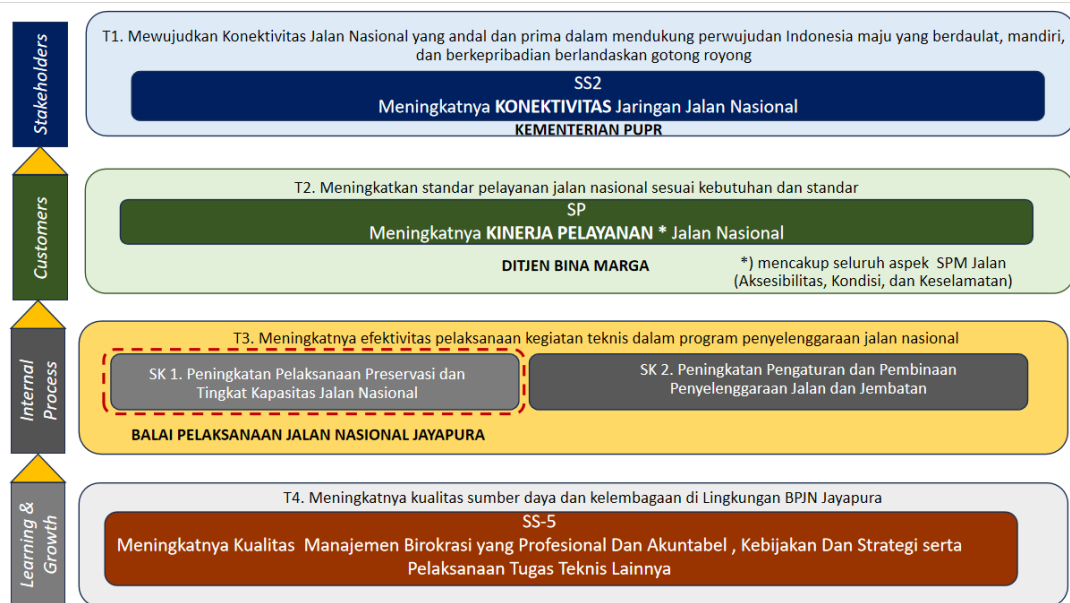 Stakeholders
T1. Mewujudkan Konektivitas Jalan Nasional yang andal dan prima dalam mendukung perwujudan Indonesia maju yang berdaulat, mandiri,
dan berkepribadian berlandaskan gotong royong
SS2
Meningkatnya KONEKTIVITAS Jaringan Jalan Nasional
KEMENTERIAN PUPR
Customers
T2. Meningkatkan standar pelayanan jalan nasional sesuai kebutuhan dan standar
SP
Meningkatnya KINERJA PELAYANAN * Jalan Nasional
DITJEN BINA MARGA
*) mencakup seluruh aspek SPM Jalan
(Aksesibilitas, Kondisi, dan Keselamatan)
Internal
Process
T3. Meningkatnya efektivitas pelaksanaan kegiatan teknis dalam program penyelenggaraan jalan nasional
SK 1. Peningkatan Pelaksanaan Preservasi dan
Tingkat Kapasitas Jalan Nasional
SK 2. Peningkatan Pengaturan dan Pembinaan
Penyelenggaraan Jalan dan Jembatan
BALAI PELAKSANAAN JALAN NASIONAL JAYAPURA
Learning &
Growth
T4. Meningkatnya kualitas sumber daya dan kelembagaan di Lingkungan BPJN Jayapura
SS-5
Meningkatnya Kualitas Manajemen Birokrasi yang Profesional Dan Akuntabel , Kebijakan Dan Strategi serta
Pelaksanaan Tugas Teknis Lainnya